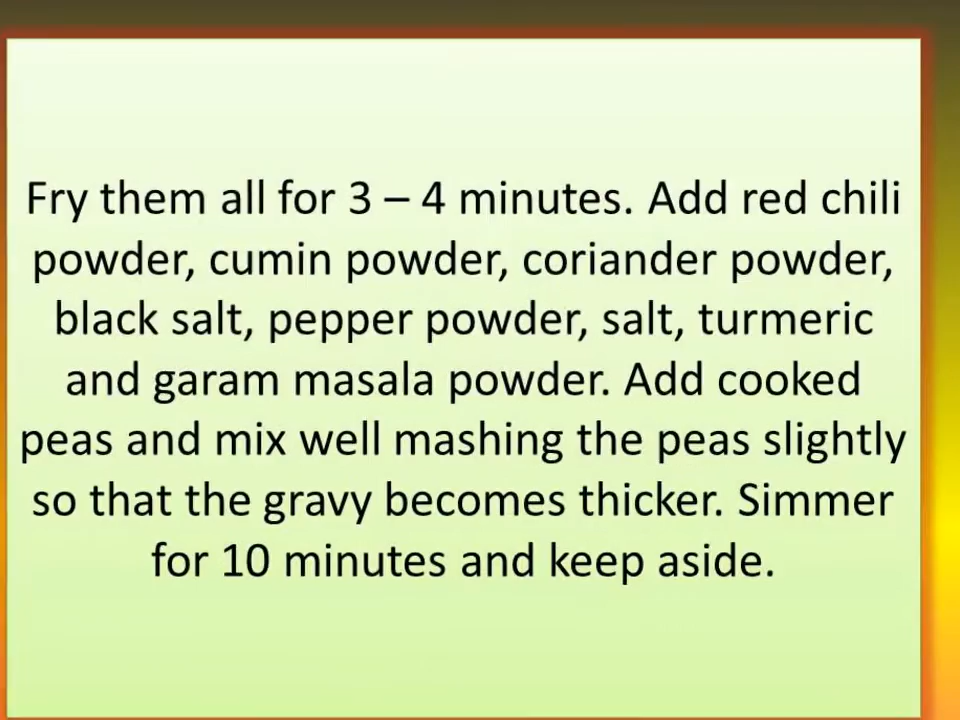 Fry them all for 3 – 4 minutes. Add red chili
powder, cumin powder, coriander powder,
black salt, pepper powder, salt, turmeric
and garam masala powder. Add cooked
peas and mix well mashing the peas slightly
so that the gravy becomes thicker. Simmer
for 10 minutes and keep aside.